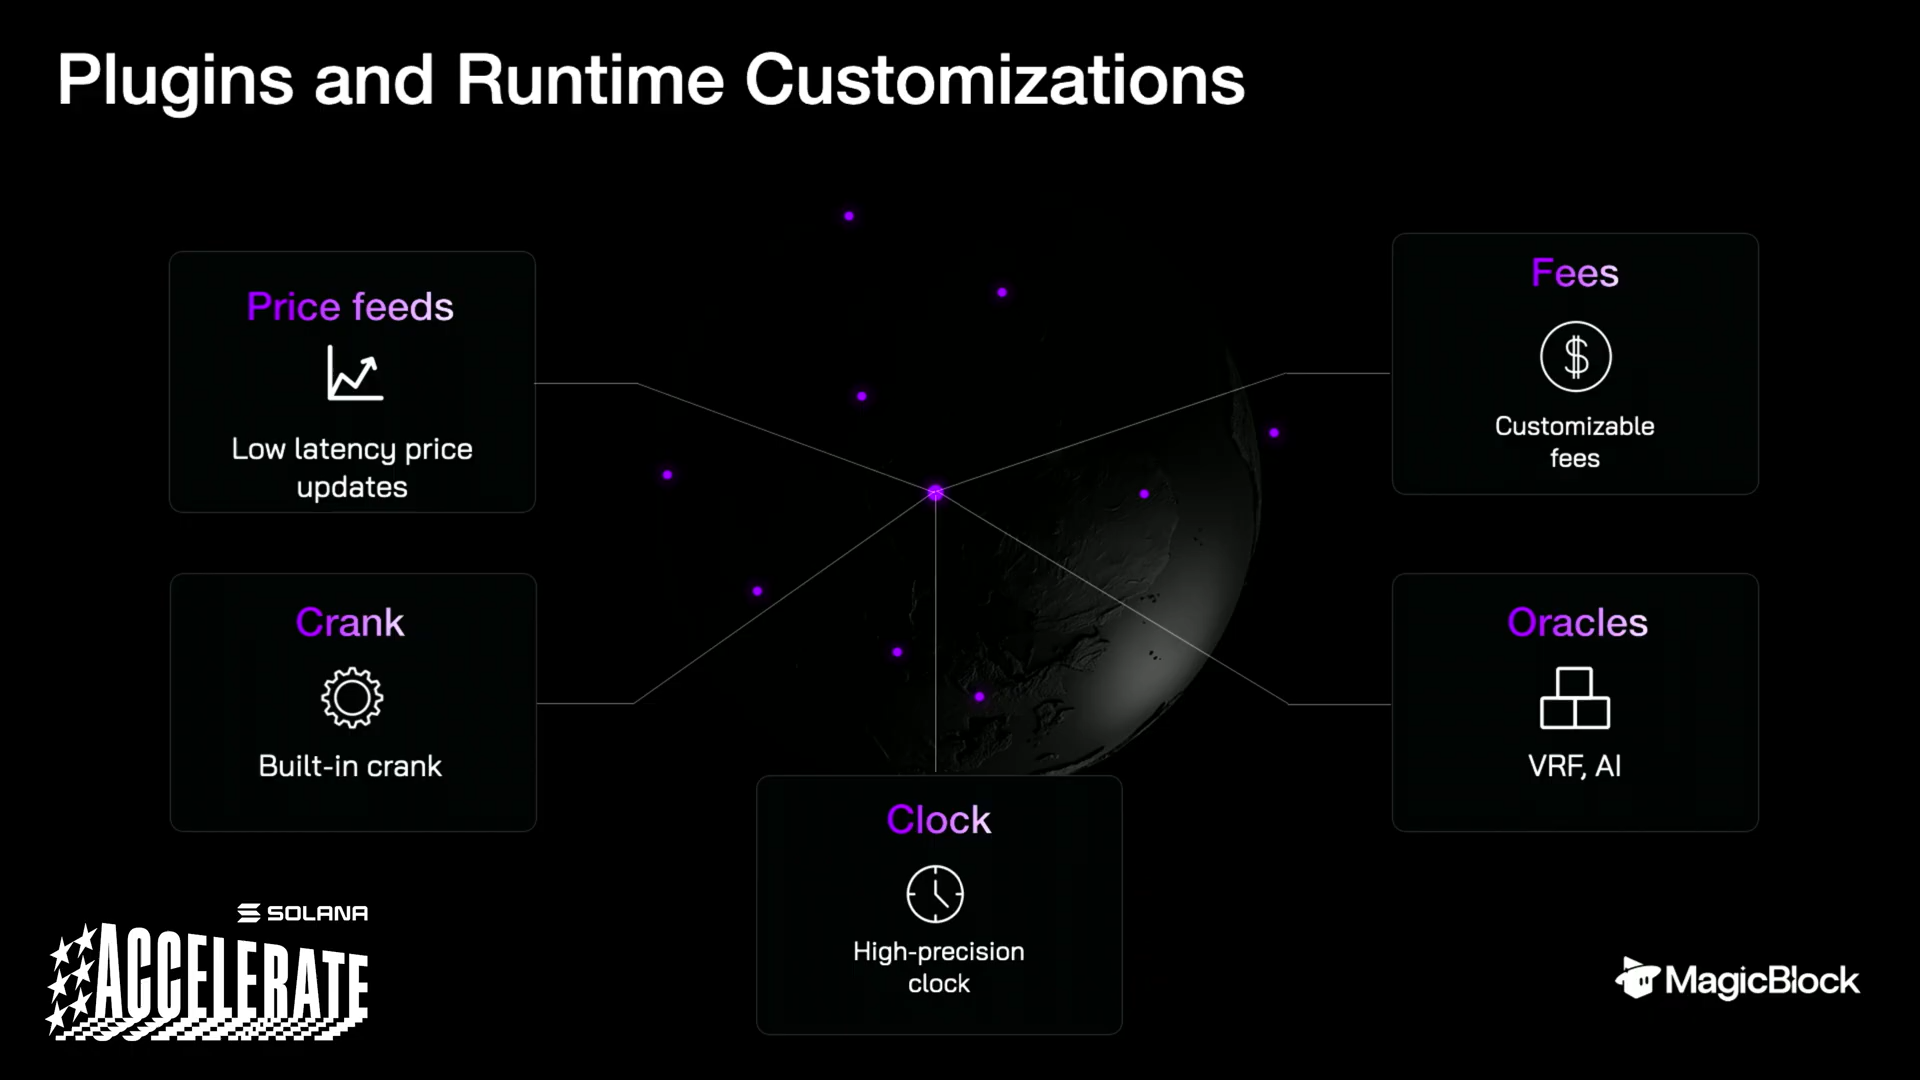 Plugins and Runtime Customizations
Price feeds
Low latency price
updates
Fees
Customizable
fees
Crank
Built-in crank
Oracles
VRF, AI
Clock
High-precision
clock
SOLANA
ACCELERATE
MagicBlock